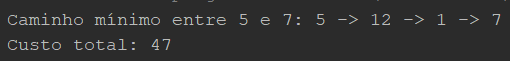 Caminho mínimo entre 5 e 7: 5 -> 12 -> 1 -> 7
Custo total: 47